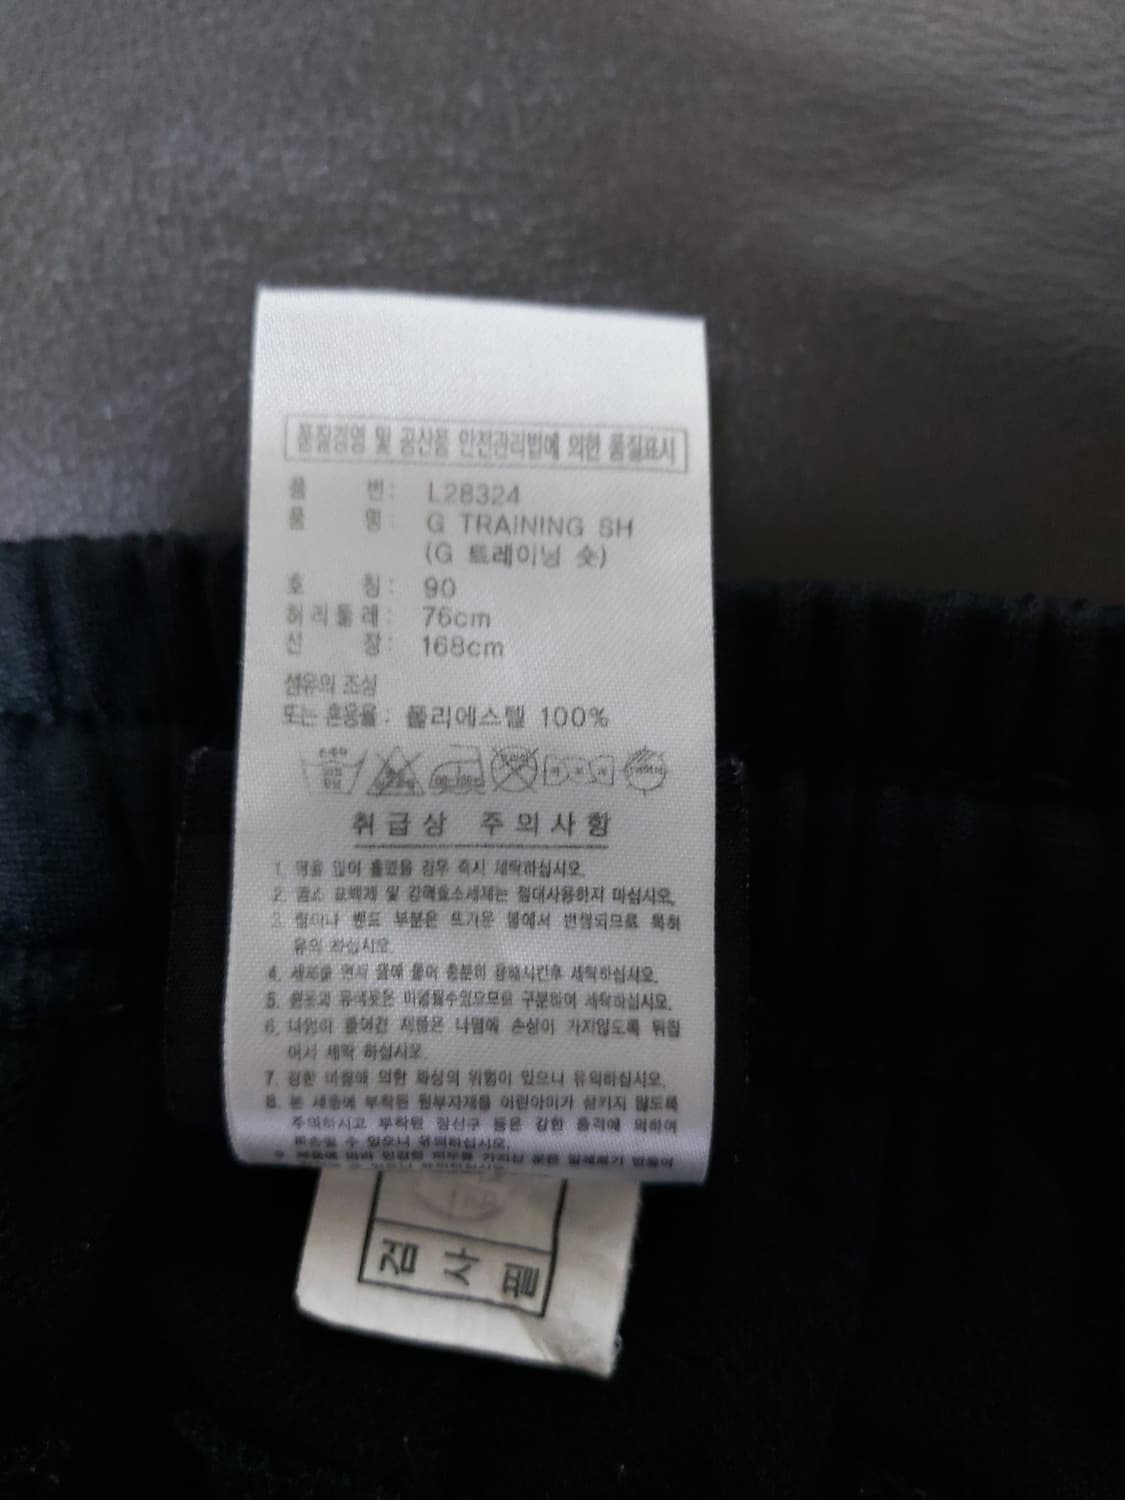 품질경영 및 공산품 안전관리법에 의한 품질표시
품 번: L28324
품 명: G TRAINING SH
(G 트레이닝 숏)
호 칭: 90
허리둘레: 76cm
신 장: 168cm
섬유의 조성
또는 혼용율: 폴리에스텔 100%
취급상 주의사항
1. 땀을 많이 흘렸을 경우 즉시 세탁하십시오.
2. 염소 표백제 및 강력효소세제는 절대사용하지 마십시오.
3. 밴드 부분은 뜨거운 물에서 변형되므로 특히
유의 하십시오.
4. 세제를 먼저 물에 풀어 충분히 용해시킨후 세탁하십시오.
5. 흰옷과 유색옷은 이염될수있으므로 구분하여 세탁하십시오.
6. 나염이 들어간 제품은 나염에 손상이 가지않도록 뒤집
어서 세탁 하십시오.
7. 강한 마찰에 의한 화상의 위험이 있으니 유의하십시오.
8. 본 제품에 부착된 원부자재를 어린아이가 삼키지 않도록
주의하시고 부착된 장신구 등은 강한 충격에 의하여
파손될 수 있으니 유의하십시오.
검사필